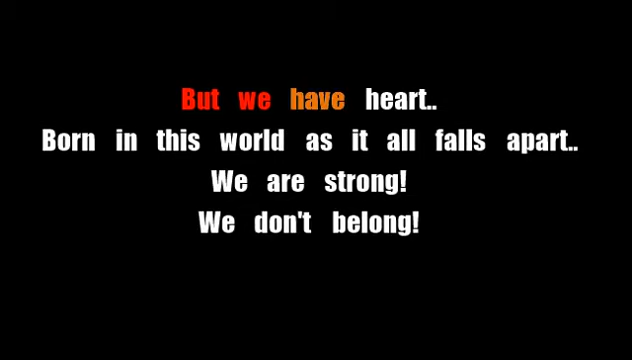 But we have heart..
Born in this world as it all falls apart..
We are strong!
We don't belong!